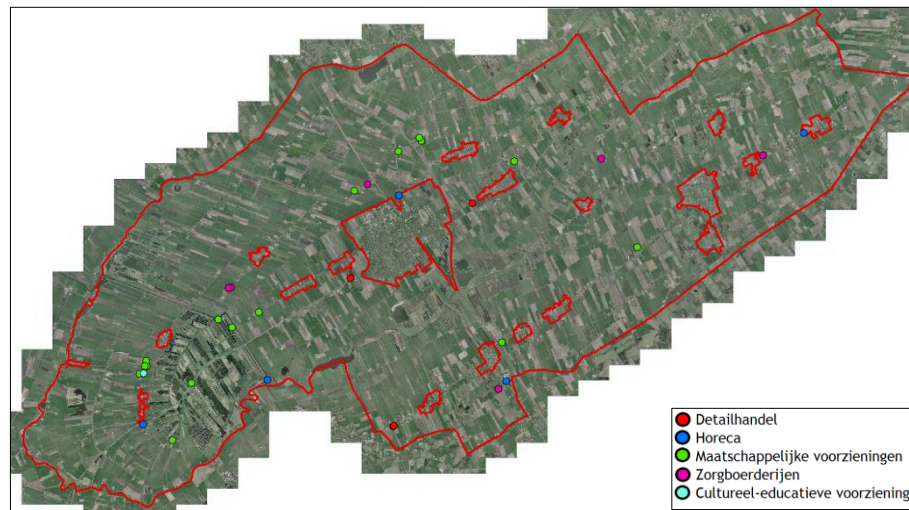 Detailhandel
Horeca
Maatschappelijke voorzieningen
Zorgboerderijen
Cultureel-educatieve voorziening